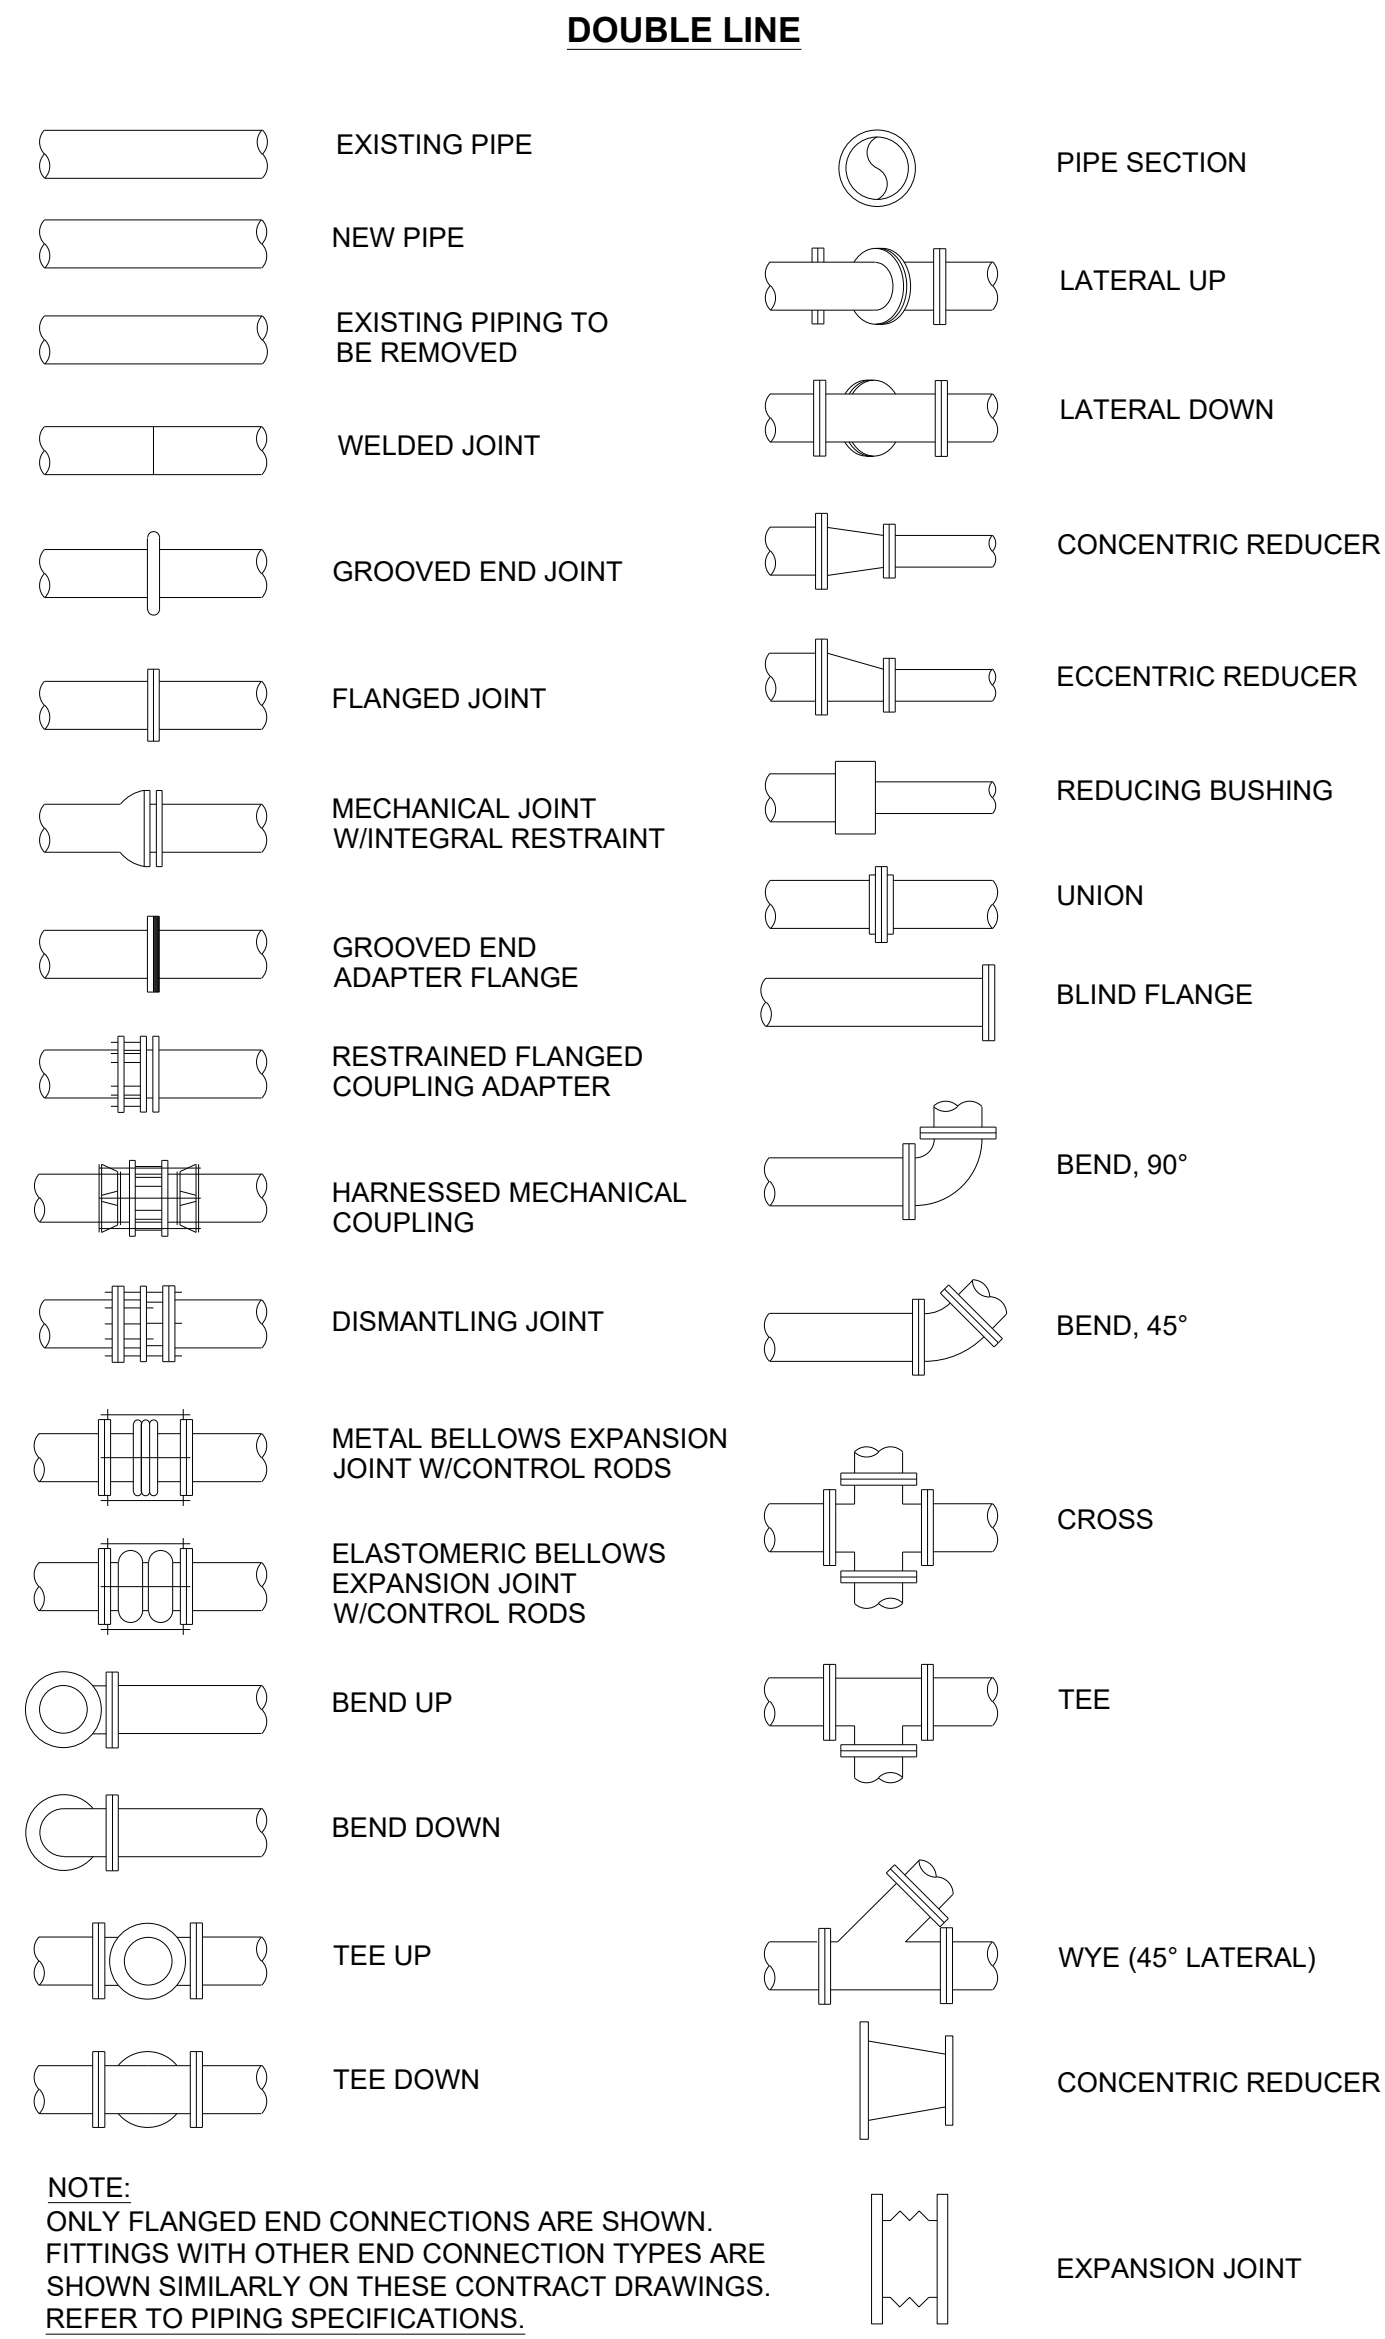 DOUBLE LINE
EXISTING PIPE
NEW PIPE
EXISTING PIPING TO
BE REMOVED
WELDED JOINT
GROOVED END JOINT
FLANGED JOINT
MECHANICAL JOINT
W/INTEGRAL RESTRAINT
GROOVED END
ADAPTER FLANGE
RESTRAINED FLANGED
COUPLING ADAPTER
HARNESSED MECHANICAL
COUPLING
DISMANTLING JOINT
METAL BELLOWS EXPANSION
JOINT W/CONTROL RODS
ELASTOMERIC BELLOWS
EXPANSION JOINT
W/CONTROL RODS
BEND UP
BEND DOWN
TEE UP
TEE DOWN
NOTE:
ONLY FLANGED END CONNECTIONS ARE SHOWN.
FITTINGS WITH OTHER END CONNECTION TYPES ARE
SHOWN SIMILARLY ON THESE CONTRACT DRAWINGS.
REFER TO PIPING SPECIFICATIONS.
PIPE SECTION
LATERAL UP
LATERAL DOWN
CONCENTRIC REDUCER
ECCENTRIC REDUCER
REDUCING BUSHING
UNION
BLIND FLANGE
BEND, 90°
BEND, 45°
CROSS
TEE
WYE (45° LATERAL)
CONCENTRIC REDUCER
EXPANSION JOINT